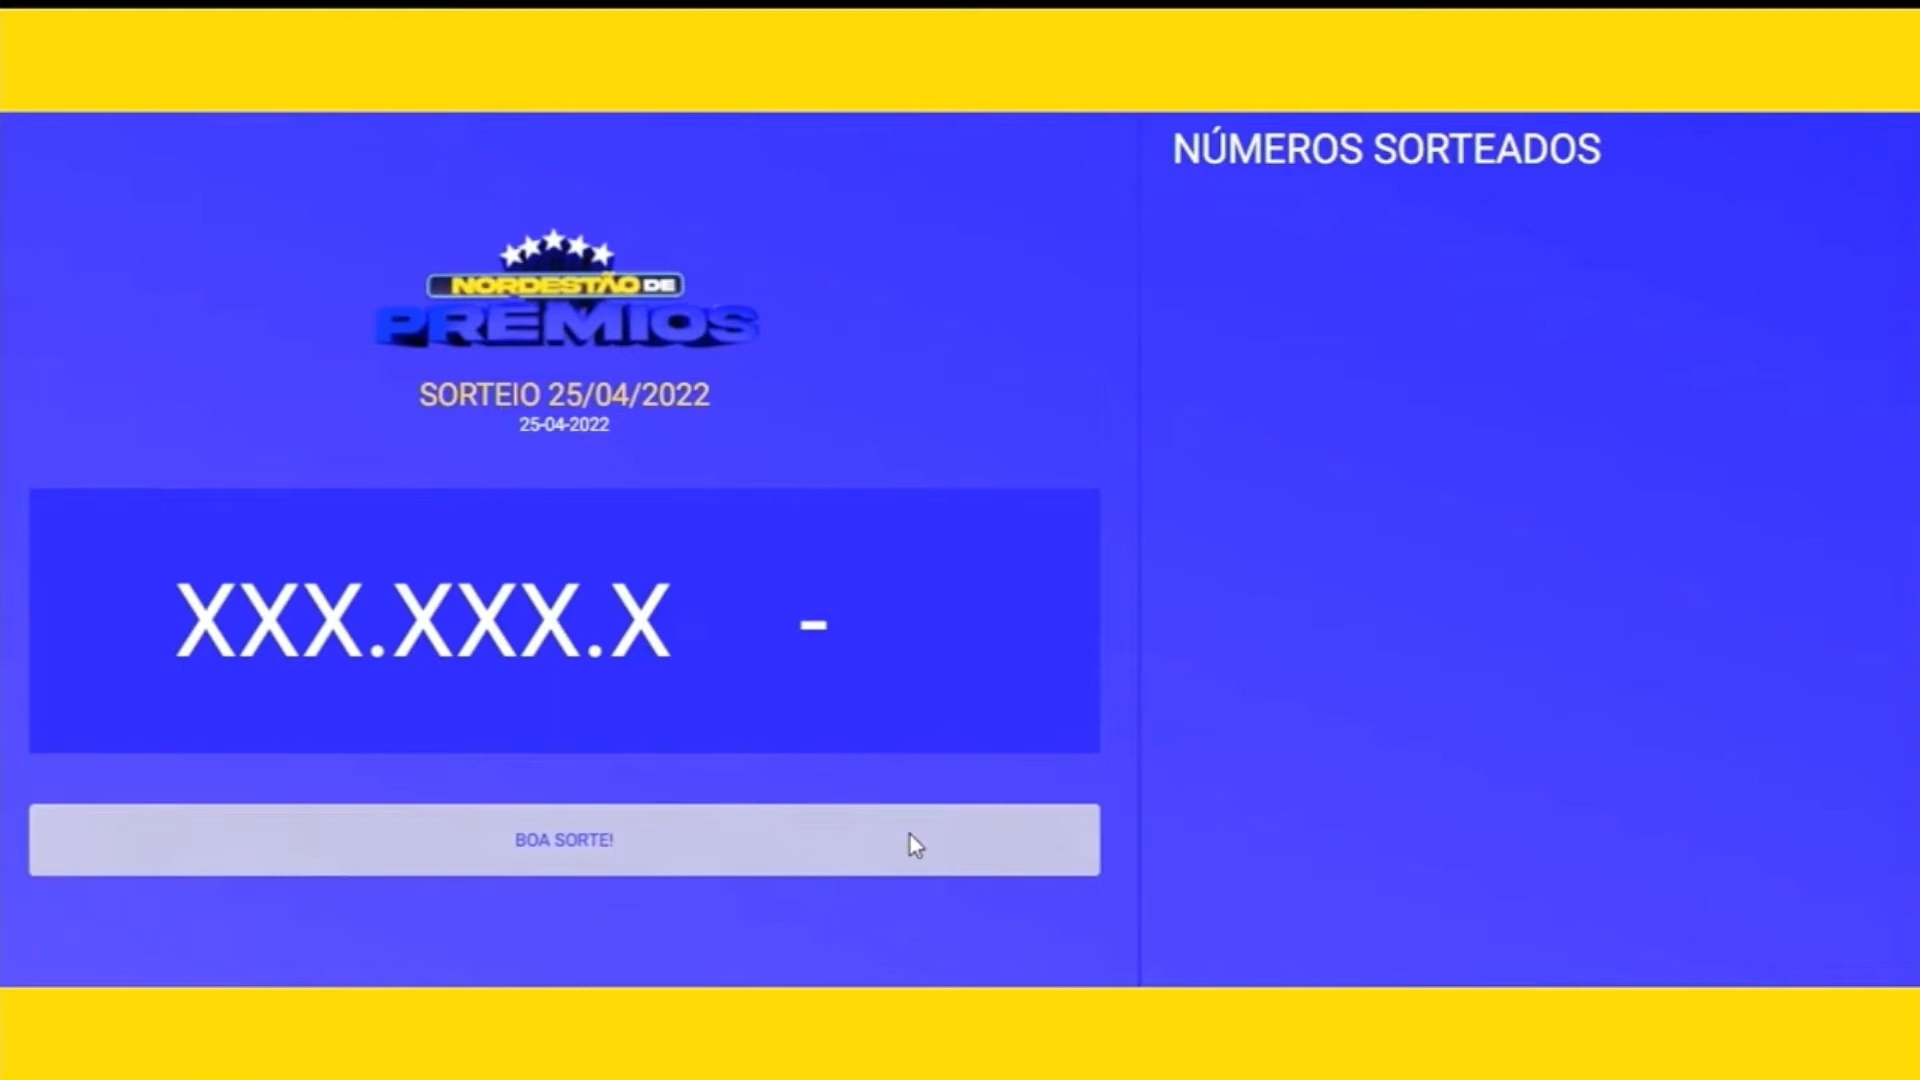 NORDESTÃO DE
PRÊMIOS
SORTEIO 25/04/2022
25-04-2022
XXX.XXX.X -
BOA SORTE!
NÚMEROS SORTEADOS